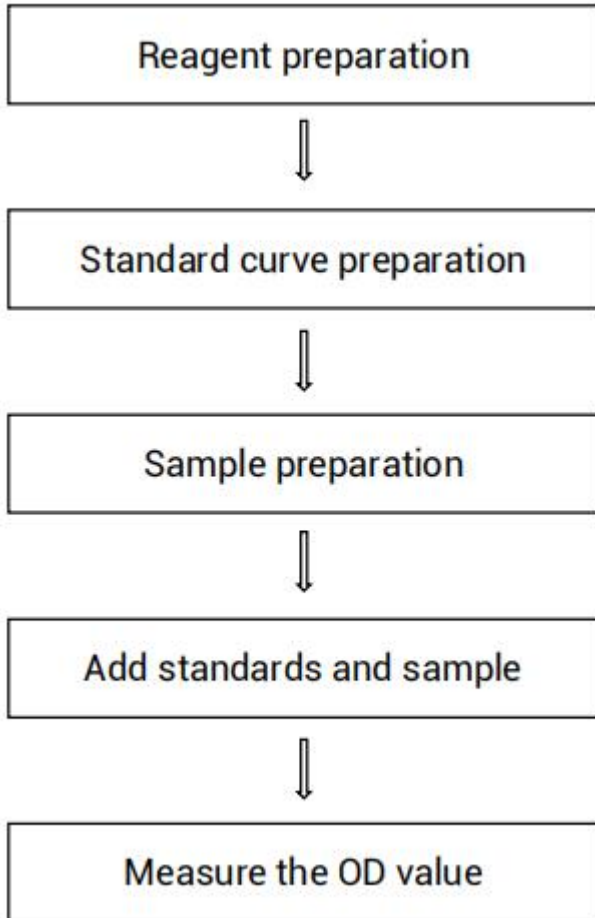 Reagent preparation
Standard curve preparation
Sample preparation
Add standards and sample
Measure the OD value